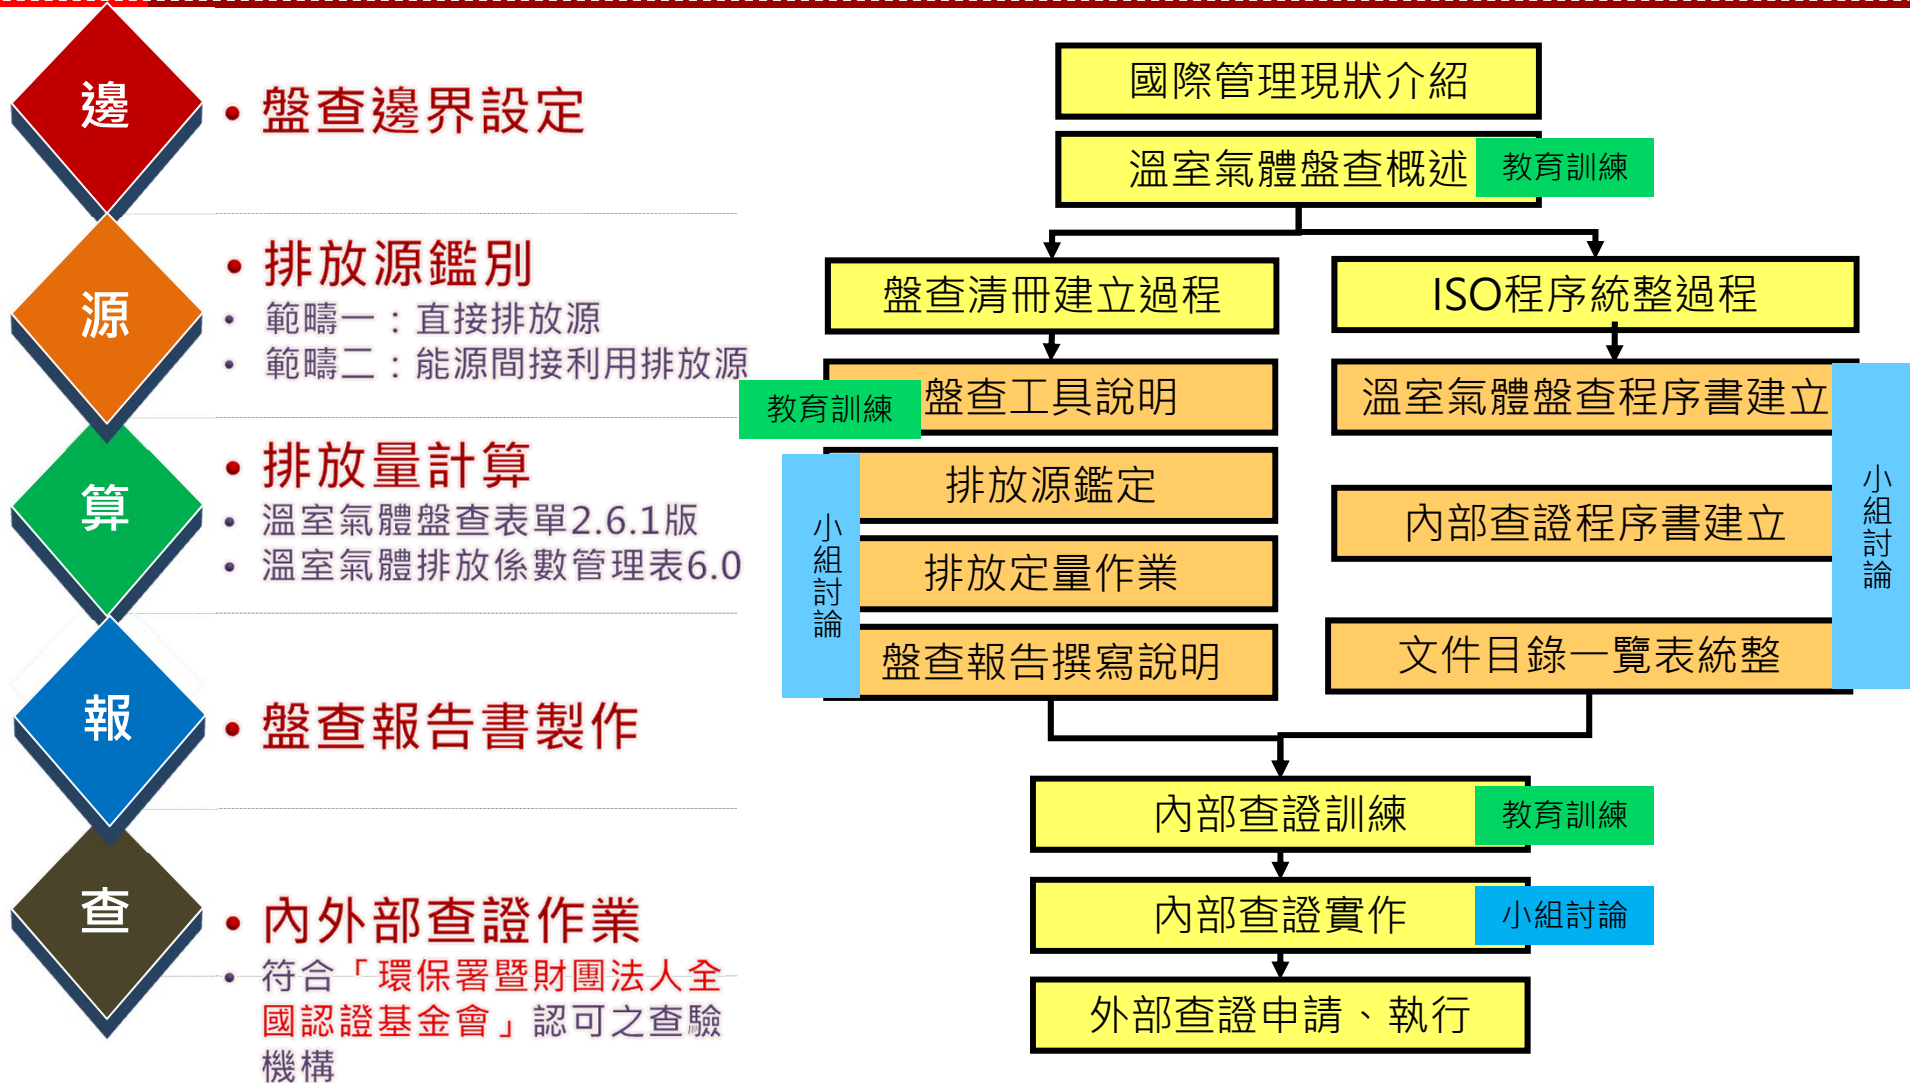 邊
• 盤查邊界設定
源
• 排放源鑑別
• 範疇一：直接排放源
• 範疇二：能源間接利用排放源
算
• 排放量計算
• 溫室氣體盤查表單2.6.1版
• 溫室氣體排放係數管理表6.0
報
• 盤查報告書製作
查
• 內外部查證作業
• 符合「環保署暨財團法人全
國認證基金會」認可之查驗
機構
國際管理現狀介紹
溫室氣體盤查概述
教育訓練
盤查清冊建立過程
盤查工具說明
教育訓練
排放源鑑定
排放定量作業
盤查報告撰寫說明
小組討論
ISO程序統整過程
溫室氣體盤查程序書建立
內部查證程序書建立
文件目錄一覽表統整
小組討論
內部查證訓練
教育訓練
內部查證實作
小組討論
外部查證申請、執行